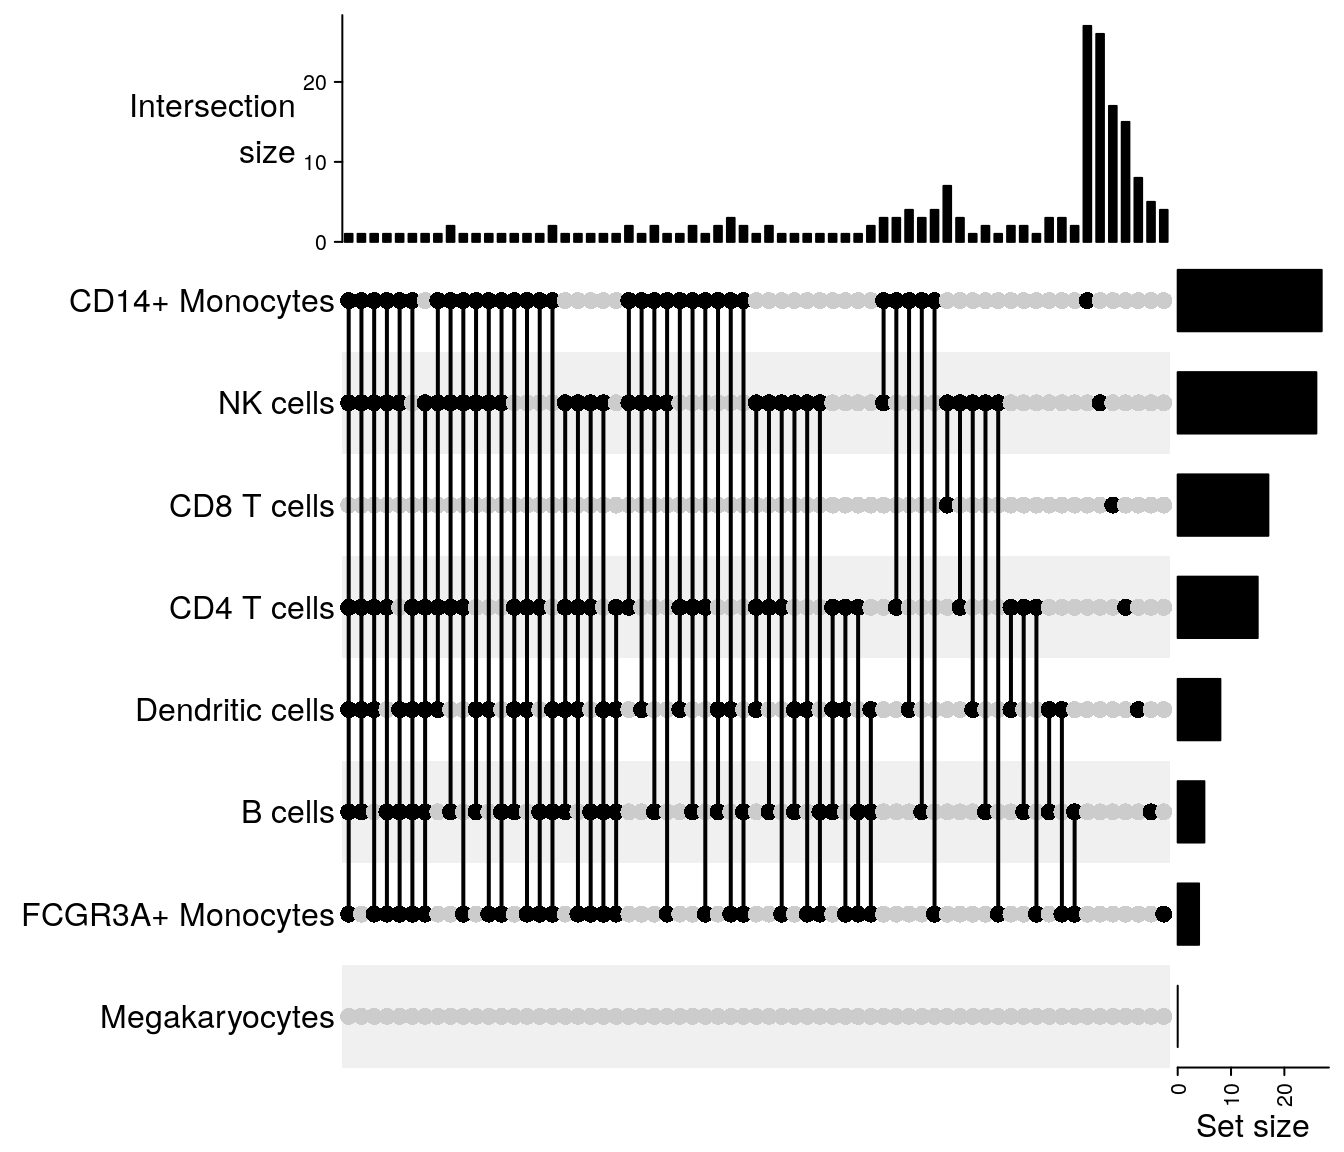 Intersection
size
20
10
0
CD14+ Monocytes
NK cells
CD8 T cells
CD4 T cells
Dendritic cells
B cells
FCGR3A+ Monocytes
Megakaryocytes
0
10
20
Set size